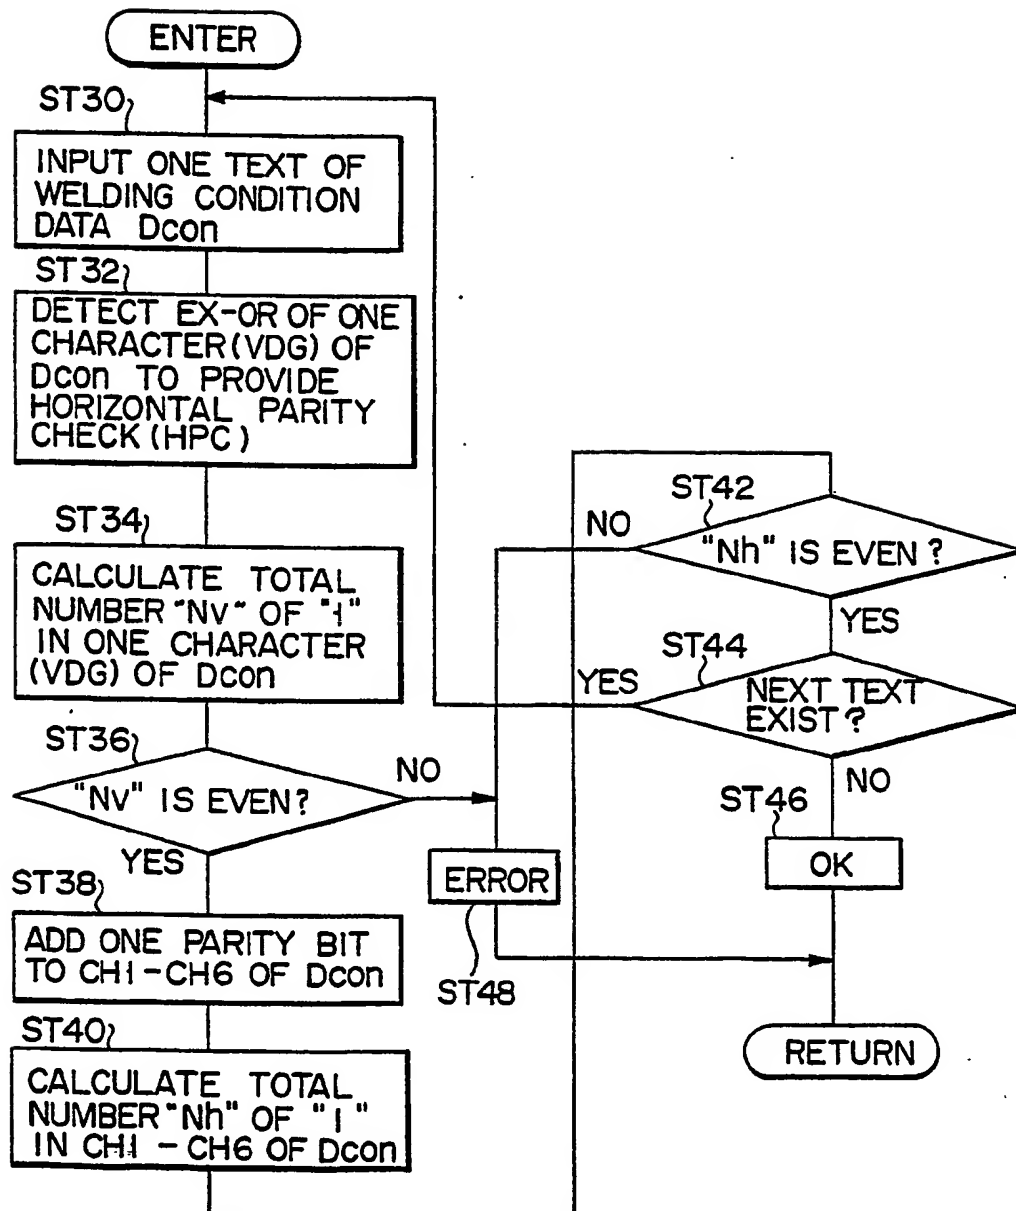 ENTER
ST30
INPUT ONE TEXT OF
WELDING CONDITION
DATA Dcon
ST32
DETECT EX-OR OF ONE
CHARACTER(VDG) OF
Dcon TO PROVIDE
HORIZONTAL PARITY
CHECK (HPC)
ST34
CALCULATE TOTAL
NUMBER "Nv" OF "1"
IN ONE CHARACTER
(VDG) OF Dcon
ST36
"Nv" IS EVEN?
NO
YES
ST38
ADD ONE PARITY BIT
TO CH1-CH6 OF Dcon
ST40
CALCULATE TOTAL
NUMBER "Nh" OF "1"
IN CH1 - CH6 OF Dcon
ST42
NO
"Nh" IS EVEN?
YES
ST44
YES
NEXT TEXT
EXIST?
NO
ST46
OK
ERROR
ST48
RETURN